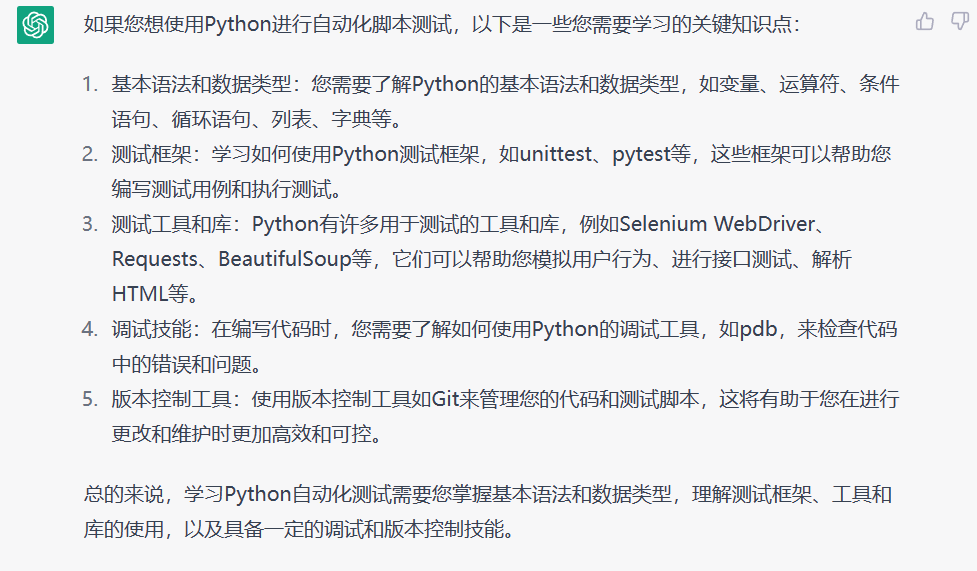 如果您想使用Python进行自动化脚本测试，以下是一些您需要学习的关键知识点：
1. 基本语法和数据类型：您需要了解Python的基本语法和数据类型，如变量、运算符、条件
语句、循环语句、列表、字典等。
2. 测试框架：学习如何使用Python测试框架，如unittest、pytest等，这些框架可以帮助您
编写测试用例和执行测试。
3. 测试工具和库：Python有许多用于测试的工具和库，例如Selenium WebDriver、
Requests、BeautifulSoup等，它们可以帮助您模拟用户行为、进行接口测试、解析
HTML等。
4. 调试技能：在编写代码时，您需要了解如何使用Python的调试工具，如pdb，来检查代码
中的错误和问题。
5. 版本控制工具：使用版本控制工具如Git来管理您的代码和测试脚本，这将有助于您在进行
更改和维护时更加高效和可控。
总的来说，学习Python自动化测试需要您掌握基本语法和数据类型，理解测试框架、工具和
库的使用，以及具备一定的调试和版本控制技能。